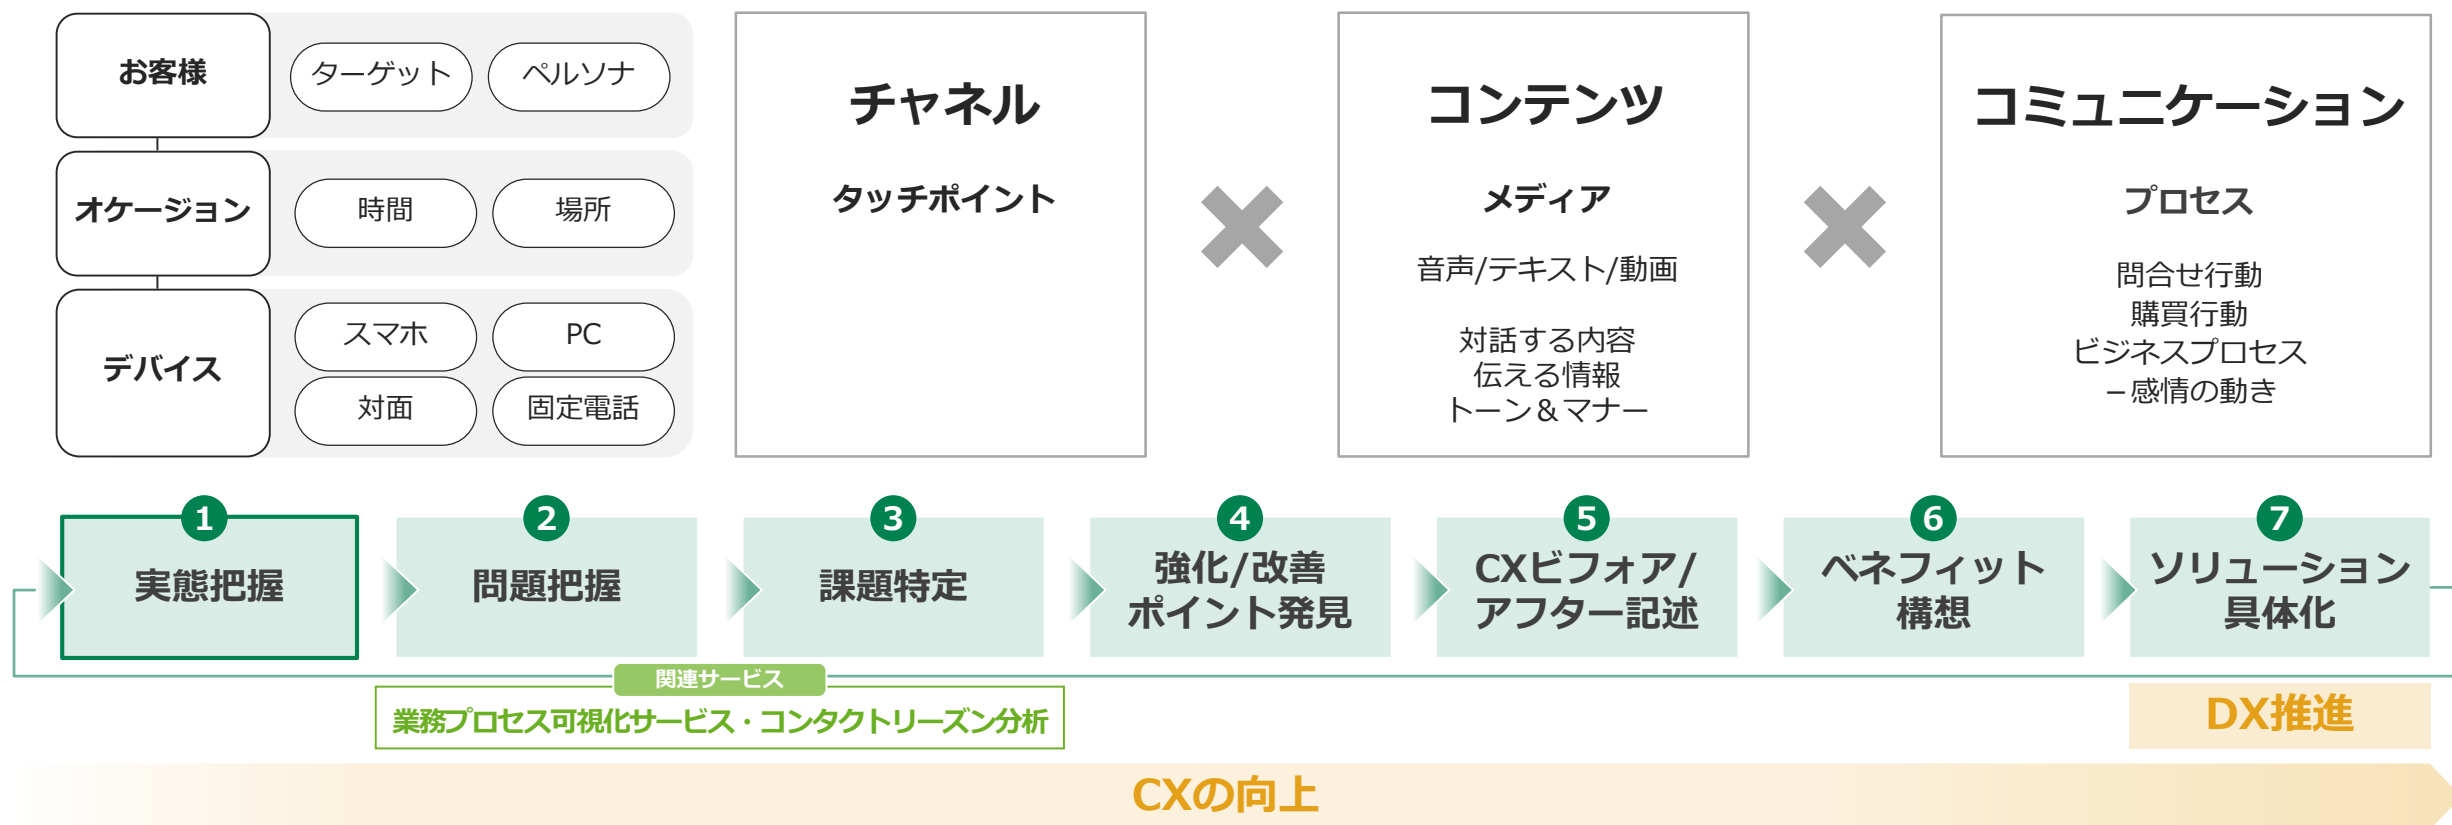 お客様
ターゲット
ペルソナ
オケージョン
時間
場所
デバイス
スマホ
PC
対面
固定電話
チャネル
タッチポイント
コンテンツ
メディア
音声/テキスト/動画
対話する内容
伝える情報
トーン＆マナー
コミュニケーション
プロセス
問合せ行動
購買行動
ビジネスプロセス
－感情の動き
1
実態把握
2
問題把握
3
課題特定
4
強化/改善
ポイント発見
5
CXビフォア/
アフター記述
6
ベネフィット
構想
7
ソリューション
具体化
関連サービス
業務プロセス可視化サービス・コンタクトリーズン分析
DX推進
CXの向上